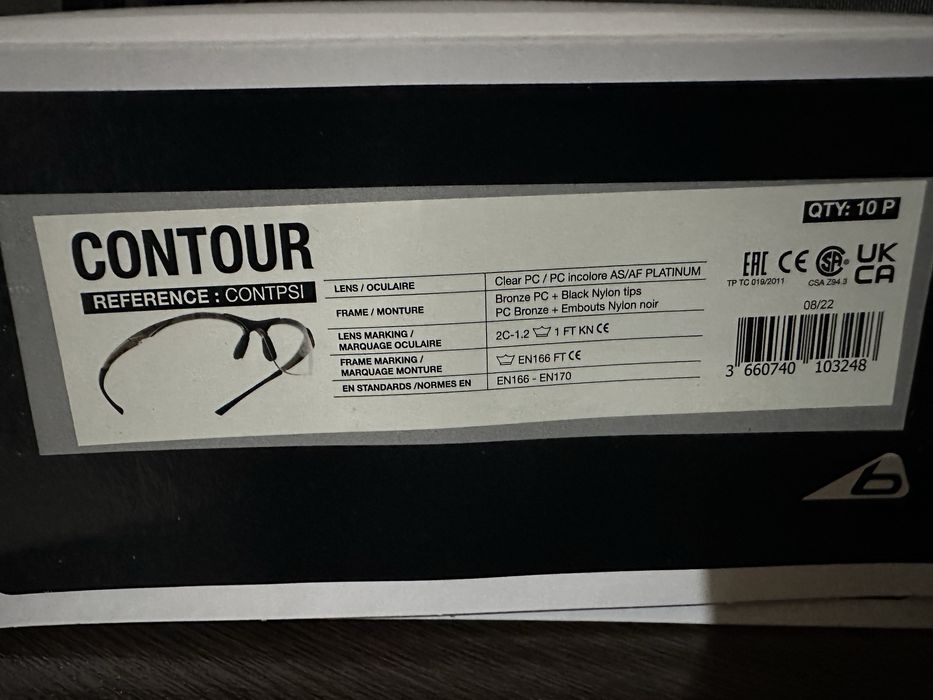 CONTOUR
REFERENCE : CONTPSI
QTY: 10 P
LENS / OCULAIRE
Clear PC / PC incolore AS/AF PLATINUM
FRAME / MONTURE
Bronze PC + Black Nylon tips
PC Bronze + Embouts Nylon noir
LENS MARKING /
MARQUAGE OCULAIRE
2C-1.2 1 FT KN CE
FRAME MARKING /
MARQUAGE MONTURE
EN166 FT CE
EN STANDARDS /NORMES EN
EN166 - EN170
EAC CE SA UK
CA
TP TC 019/2011
CSA Z94.3
08/22
3 660740 103248
b